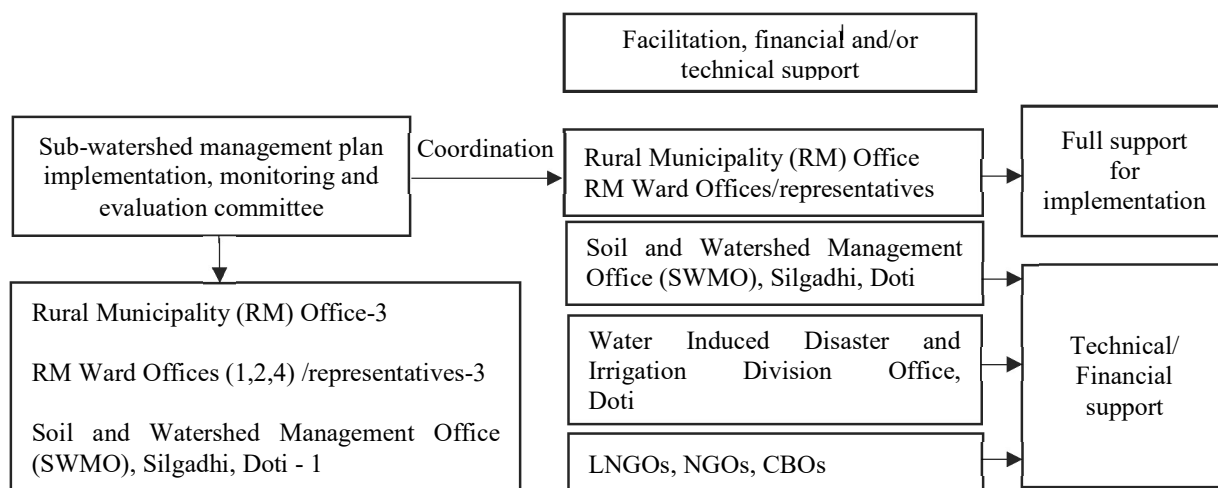 Facilitation, financial and/or
technical support
Sub-watershed management plan
implementation, monitoring and
evaluation committee
Coordination
Rural Municipality (RM) Office
RM Ward Offices/representatives
Full support
for
implementation
Soil and Watershed Management
Office (SWMO), Silgadhi, Doti
Rural Municipality (RM) Office-3
RM Ward Offices (1,2,4) /representatives-3
Soil and Watershed Management Office
(SWMO), Silgadhi, Doti - 1
Water Induced Disaster and
Irrigation Division Office,
Doti
LNGOs, NGOs, CBOs
Technical/
Financial
support